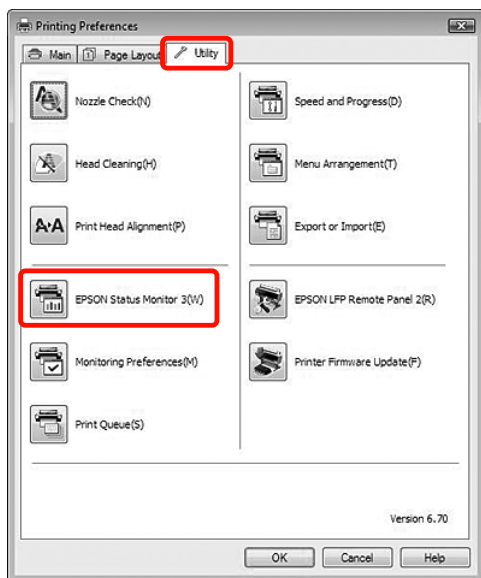 Printing Preferences
Main
Page Layout
Utility
Nozzle Check(N)
Speed and Progress(D)
Head Cleaning(H)
Menu Arrangement(T)
Print Head Alignment(P)
Export or Import(E)
EPSON Status Monitor 3(W)
EPSON LFP Remote Panel 2(R)
Monitoring Preferences(M)
Printer Firmware Update(F)
Print Queue(S)
Version 6.70
OK
Cancel
Help